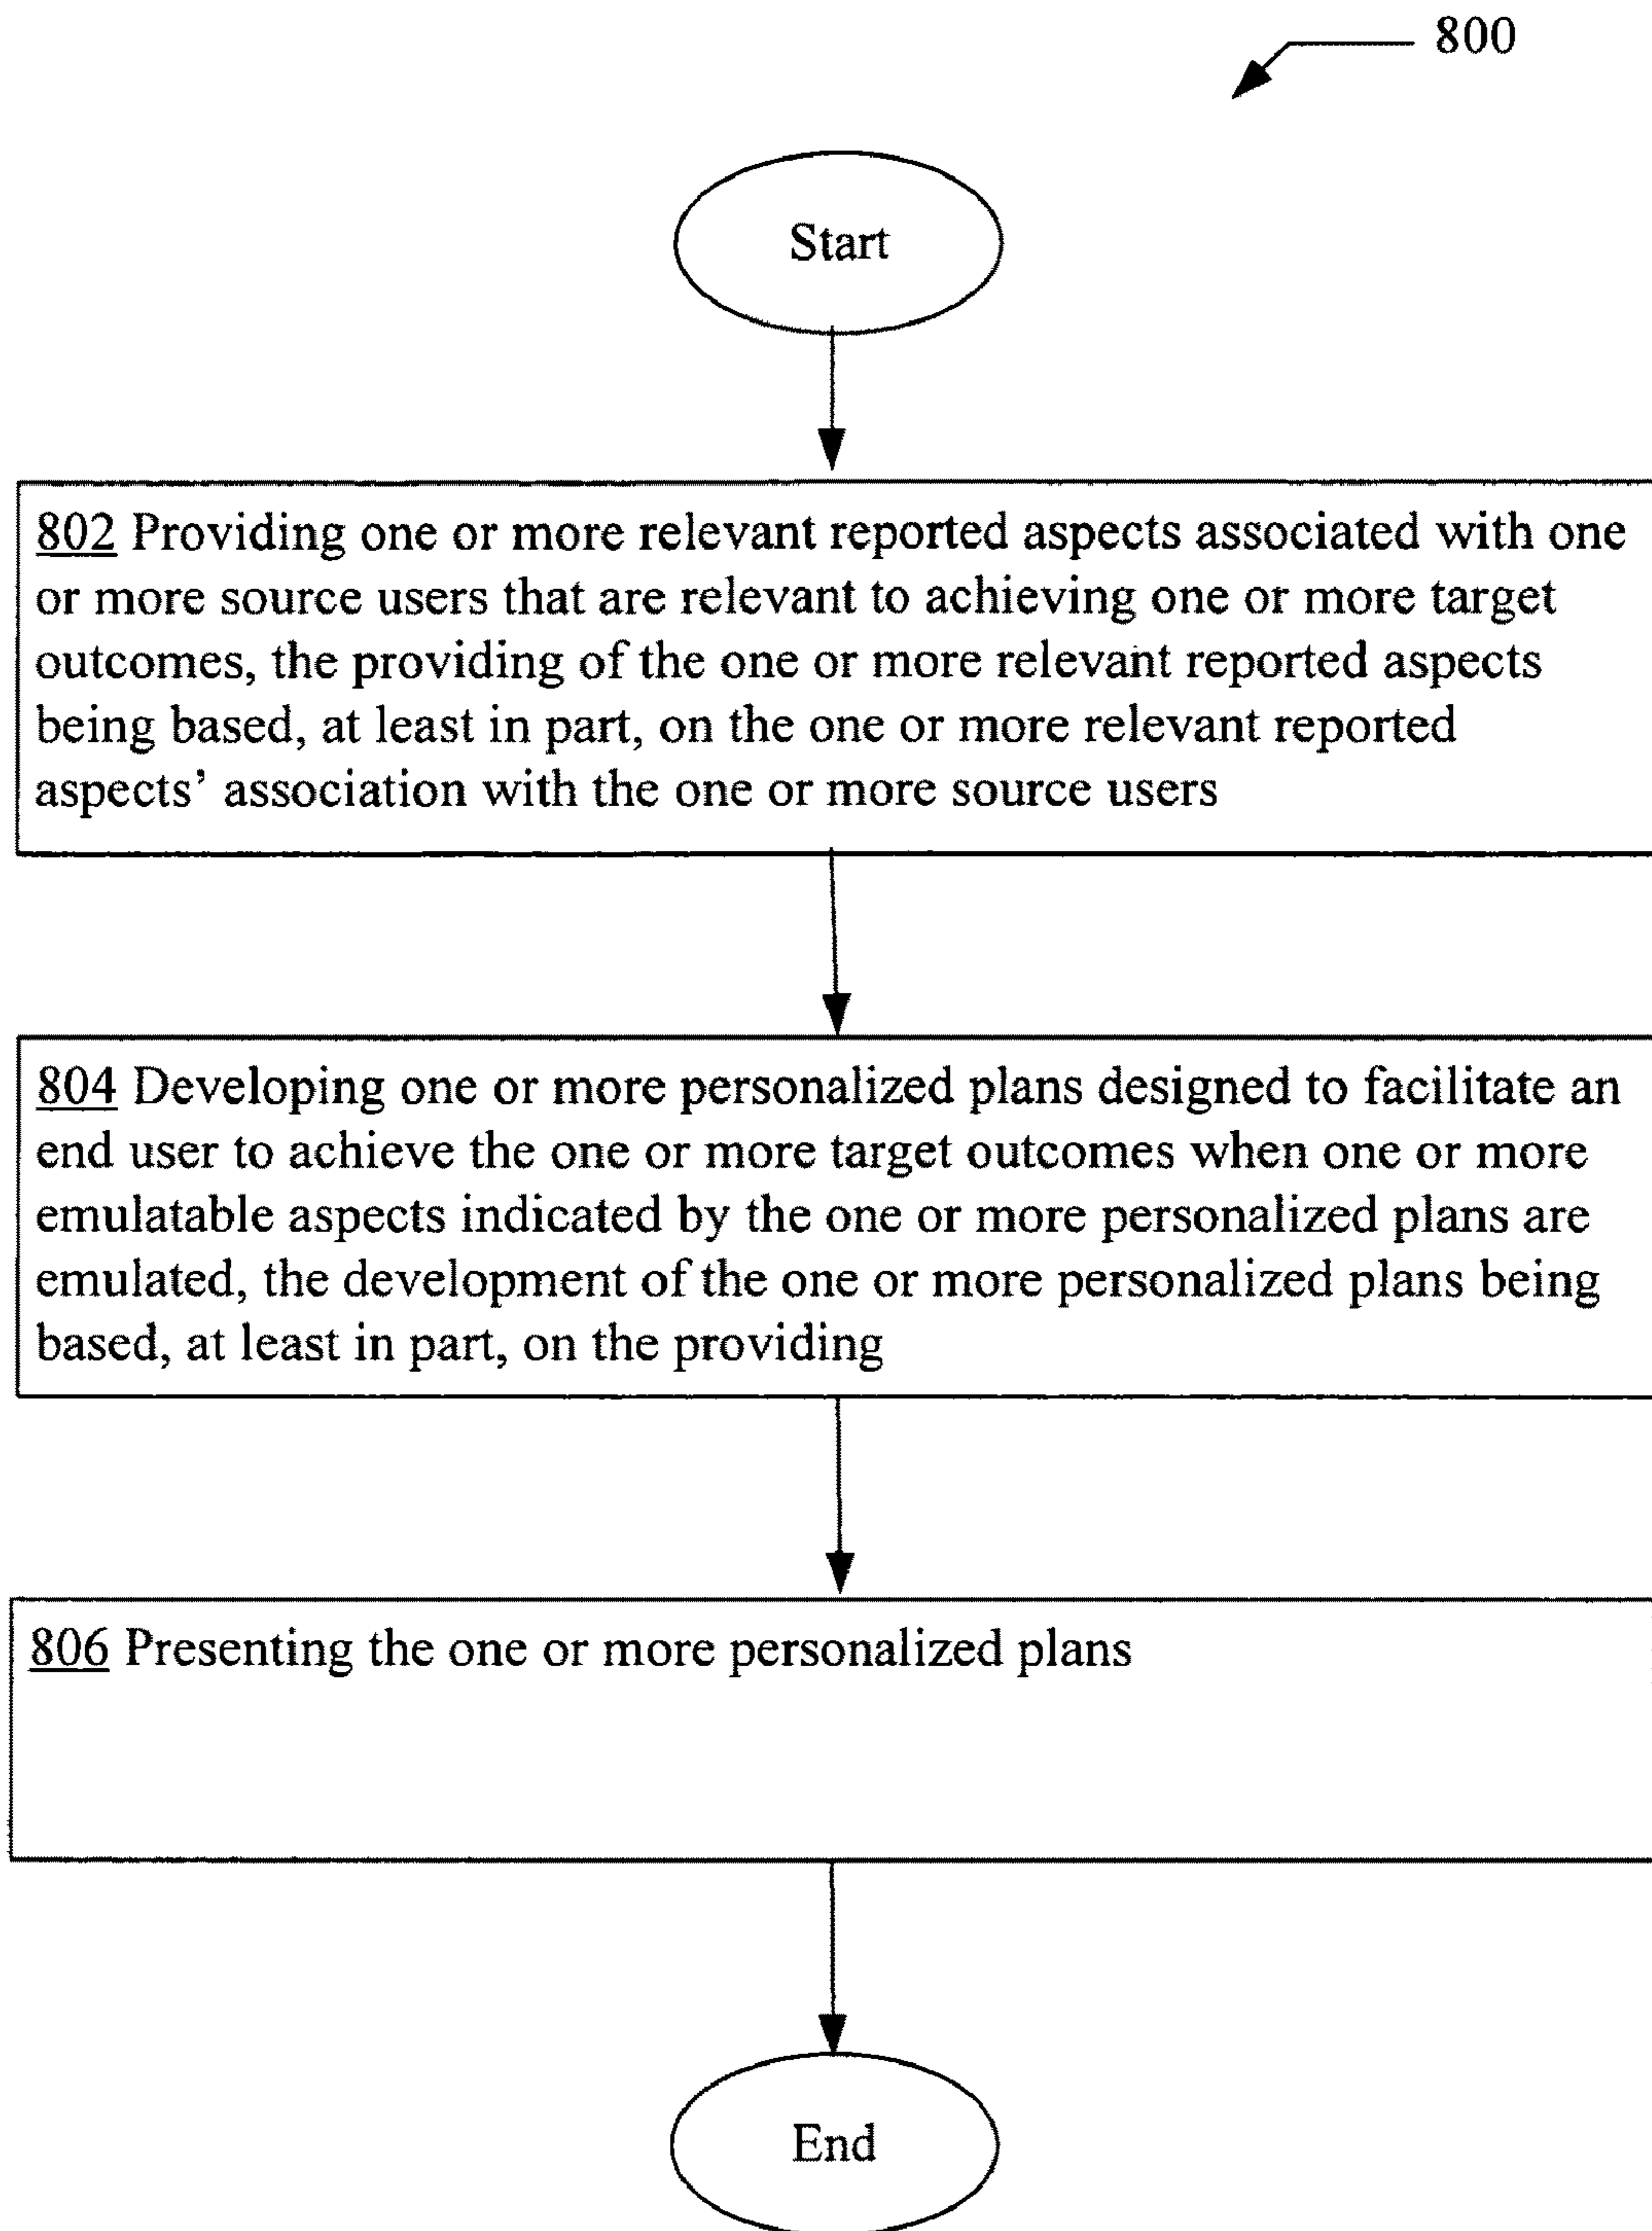 800
Start
802 Providing one or more relevant reported aspects associated with one
or more source users that are relevant to achieving one or more target
outcomes, the providing of the one or more relevant reported aspects
being based, at least in part, on the one or more relevant reported
aspects’ association with the one or more source users
804 Developing one or more personalized plans designed to facilitate an
end user to achieve the one or more target outcomes when one or more
emulatable aspects indicated by the one or more personalized plans are
emulated, the development of the one or more personalized plans being
based, at least in part, on the providing
806 Presenting the one or more personalized plans
End